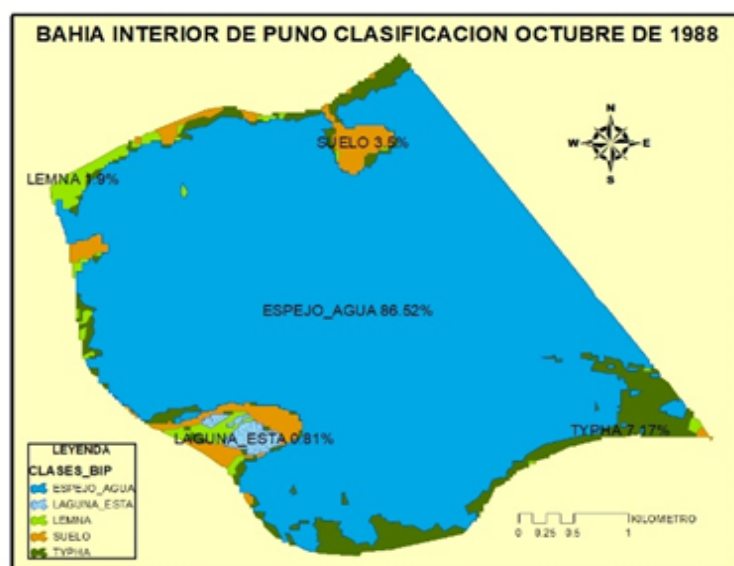 BAHIA INTERIOR DE PUNO CLASIFICACION OCTUBRE DE 1988
N
W E
S
SUELO 3.5%
LEMNA 1.9%
ESPEJO_AGUA 86.52%
LAGUNA_ESTA 0.81%
TYPHA 7.17%
LEYENDA
CLASES_BIP
ESPEJO_AGUA
LAGUNA_ESTA
LEMNA
SUELO
TYPHA
KILOMETRO
0 0.25 0.5 1